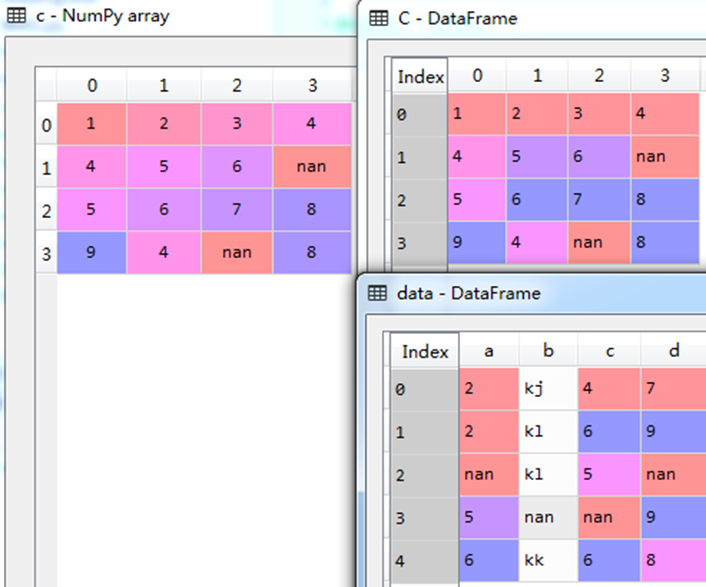 c - NumPy array
0 1 2 3
0 1 2 3 4
1 4 5 6 nan
2 5 6 7 8
3 9 4 nan 8
C - DataFrame
Index 0 1 2 3
0 1 2 3 4
1 4 5 6 nan
2 5 6 7 8
3 9 4 nan 8
data - DataFrame
Index a b c d
0 2 kj 4 7
1 2 kl 6 9
2 nan kl 5 nan
3 5 nan nan 9
4 6 kk 6 8